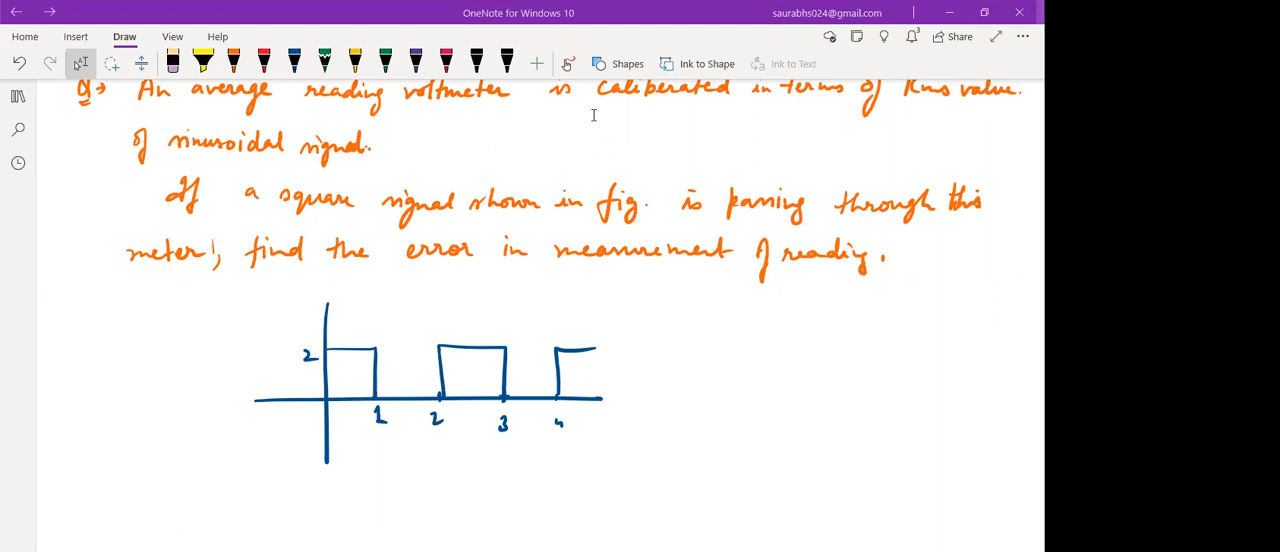 OneNote for Windows 10
saurabhs024@gmail.com
Home Insert Draw View Help
Share
Shapes Ink to Shape Ink to Text
Q→ An average reading voltmeter is caliberated in terms of Rms value.
of sinusoidal signal.
If a square signal shown in fig. is passing through this
meter, find the error in measurement of reading.
2
1 2 3 4